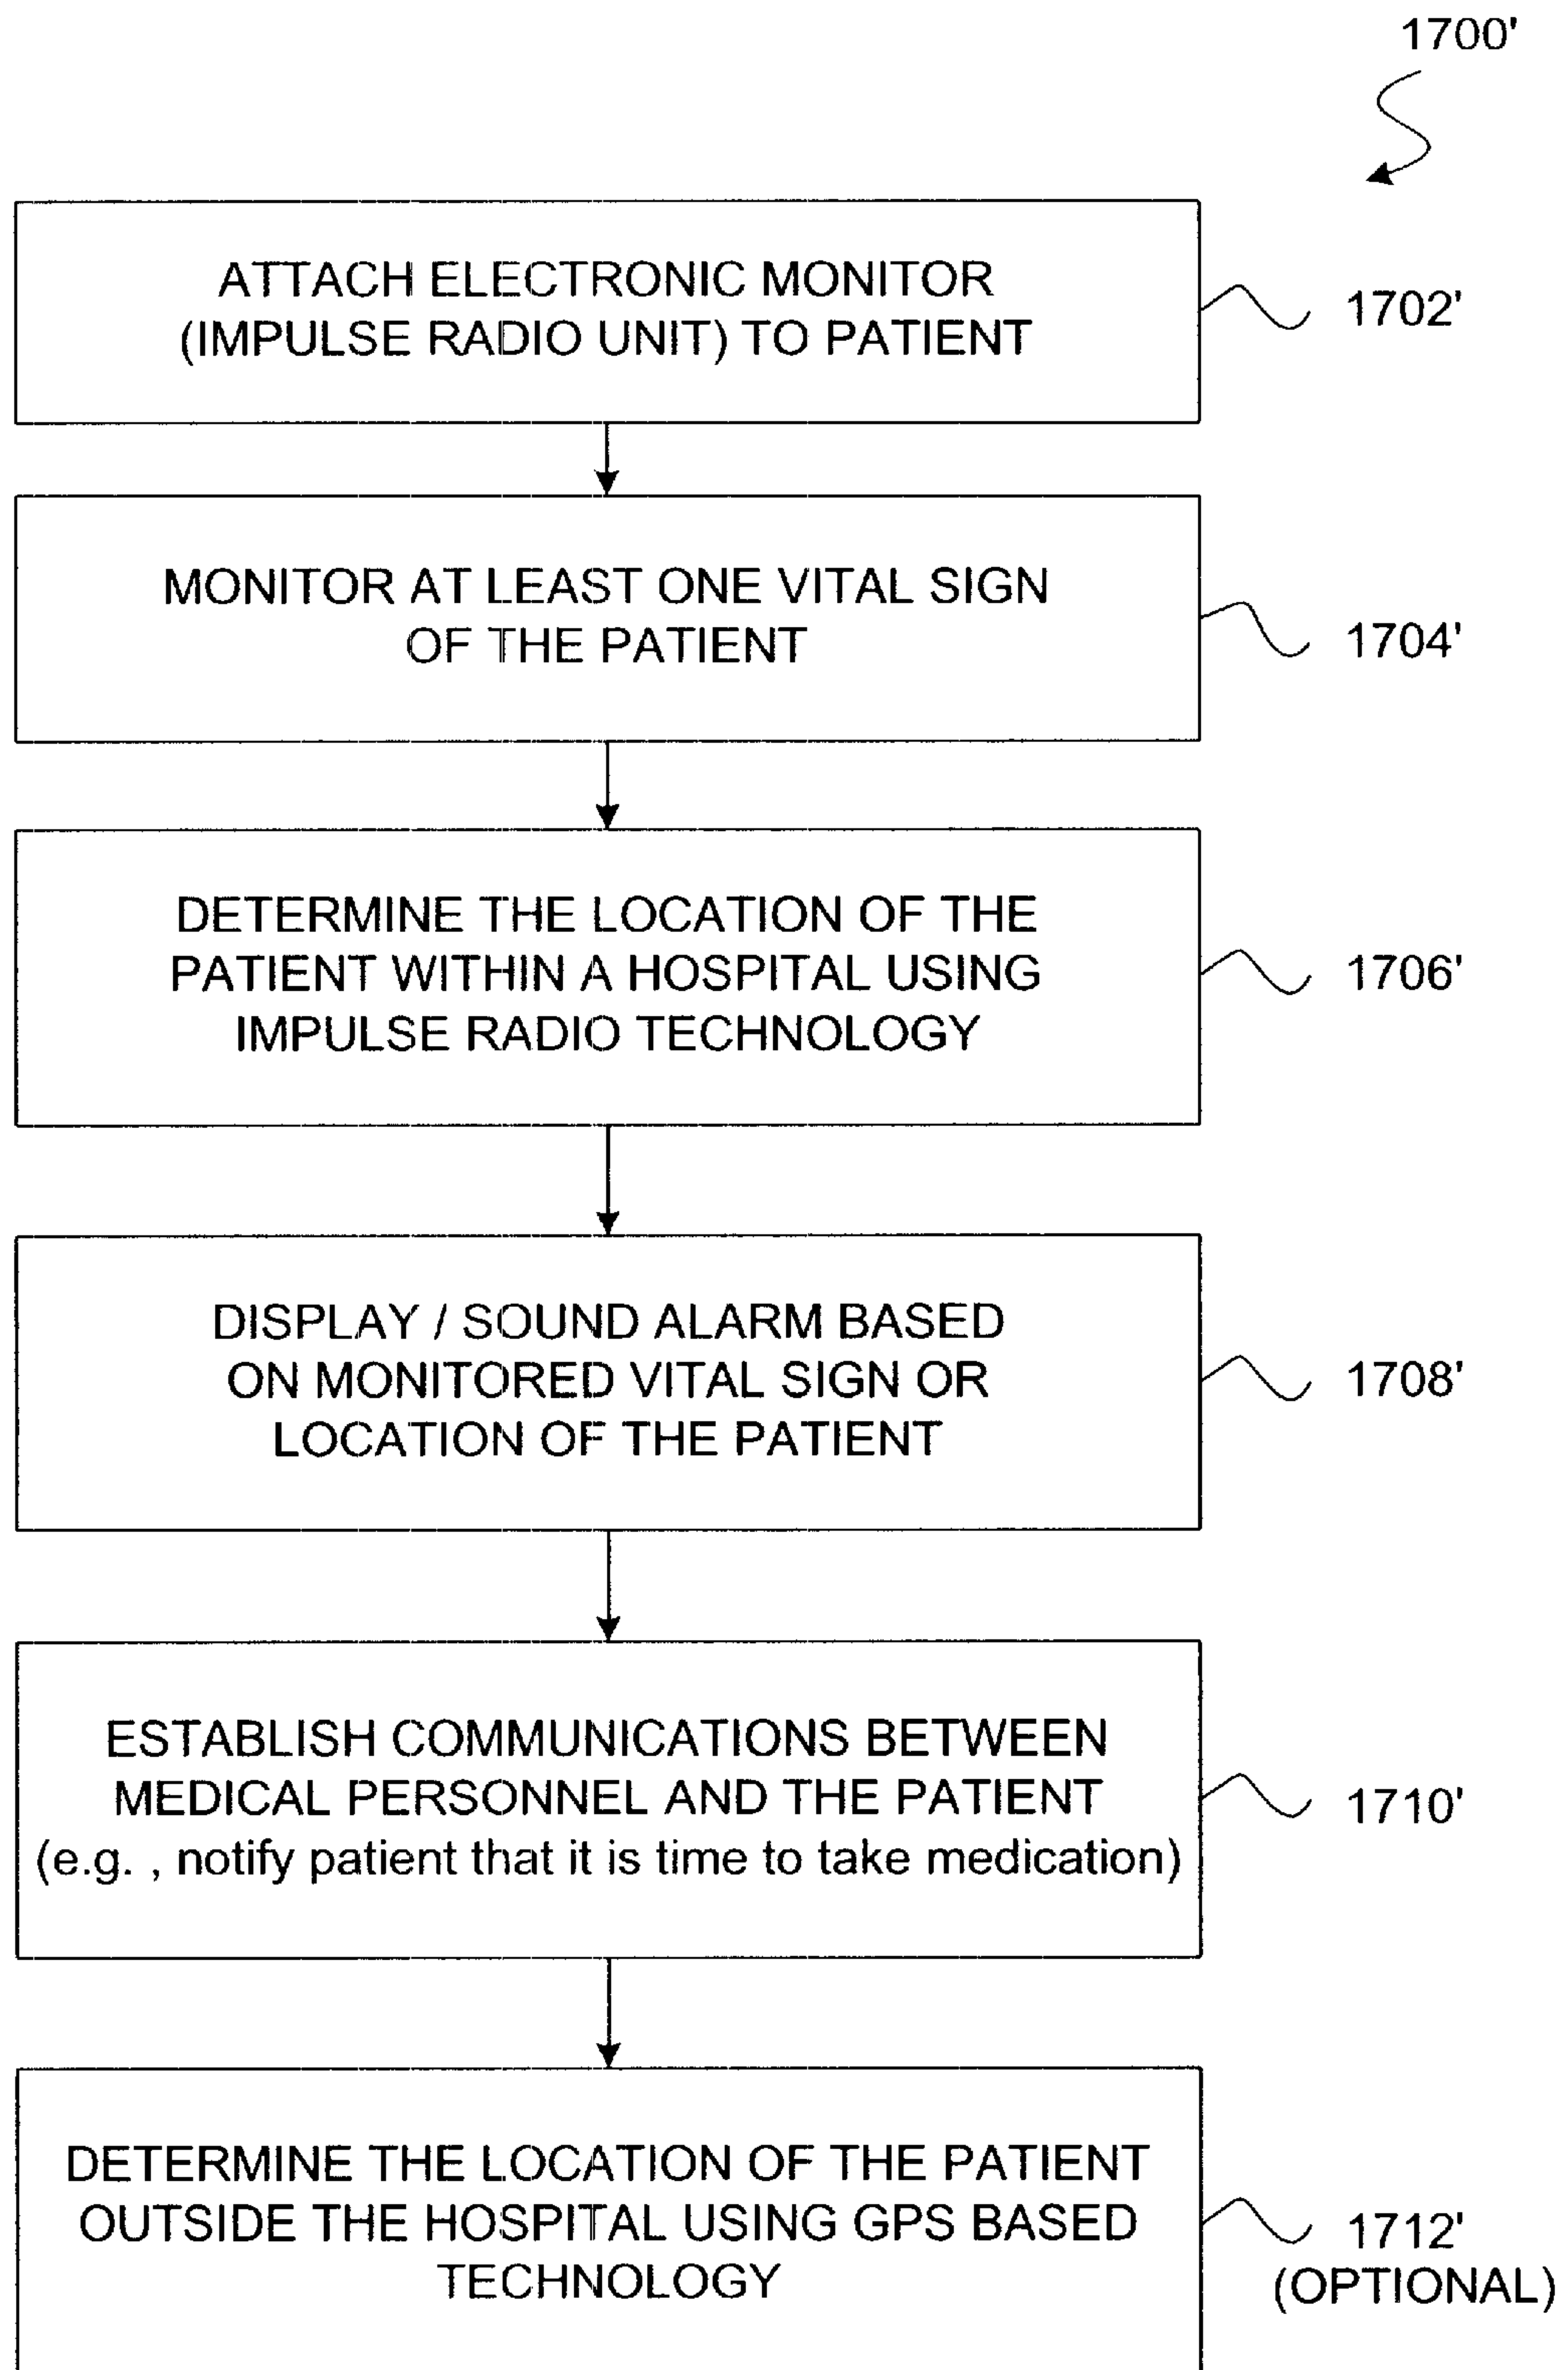 1700'
ATTACH ELECTRONIC MONITOR
(IMPULSE RADIO UNIT) TO PATIENT
1702'
MONITOR AT LEAST ONE VITAL SIGN
OF THE PATIENT
1704'
DETERMINE THE LOCATION OF THE
PATIENT WITHIN A HOSPITAL USING
IMPULSE RADIO TECHNOLOGY
1706'
DISPLAY / SOUND ALARM BASED
ON MONITORED VITAL SIGN OR
LOCATION OF THE PATIENT
1708'
ESTABLISH COMMUNICATIONS BETWEEN
MEDICAL PERSONNEL AND THE PATIENT
(e.g. , notify patient that it is time to take medication)
1710'
DETERMINE THE LOCATION OF THE PATIENT
OUTSIDE THE HOSPITAL USING GPS BASED
TECHNOLOGY
1712'
(OPTIONAL)